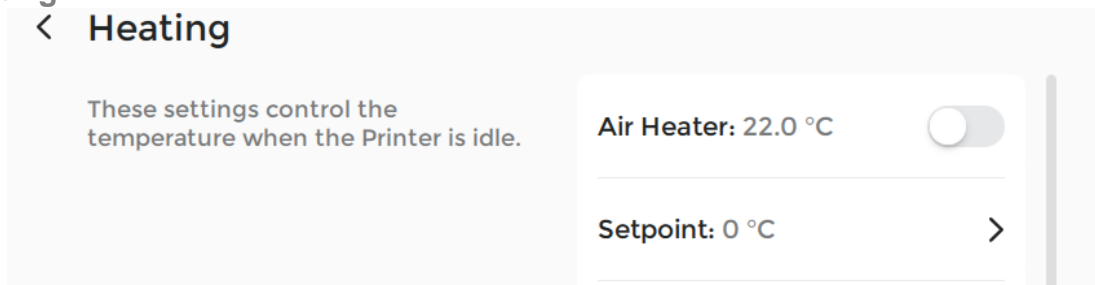 Heating
These settings control the
temperature when the Printer is idle.
Air Heater: 22.0 °C
Setpoint: 0 °C